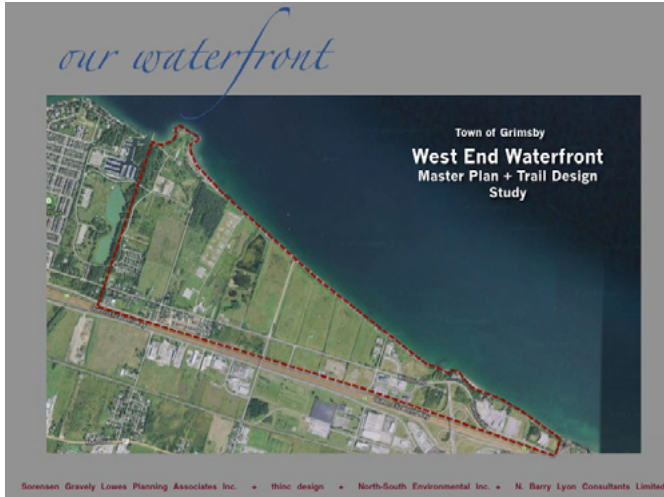 our waterfront
Town of Grimsby
West End Waterfront
Master Plan + Trail Design
Study
Sorensen Gravely Lowes Planning Associates Inc. + thinc design + North-South Environmental Inc. + N. Barry Lyon Consultants Limited